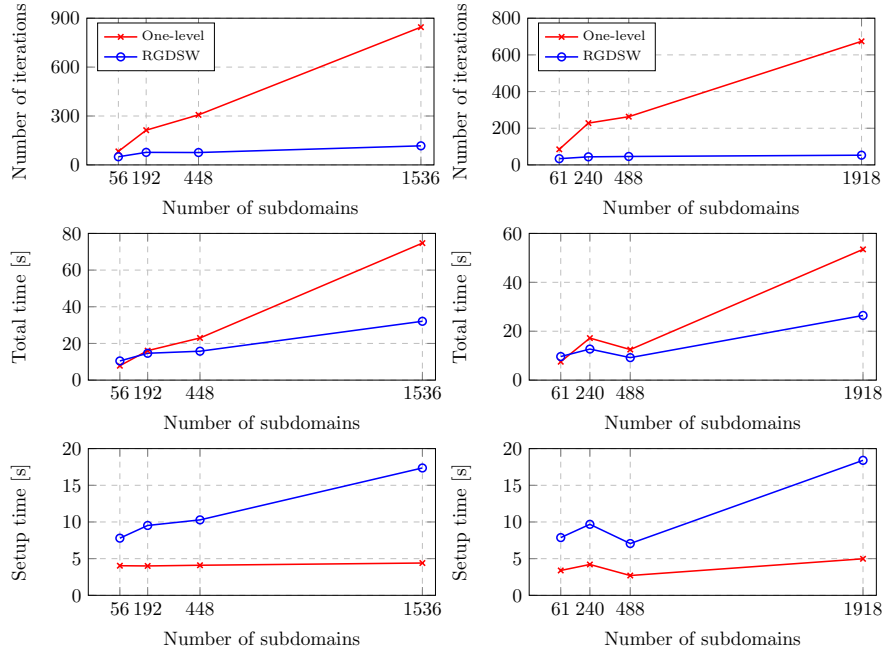 Number of iterations
900
600
300
0
One-level
RGDSW
56 192 448 1536
Number of subdomains
Number of iterations
800
600
400
200
0
One-level
RGDSW
61 240 488 1918
Number of subdomains
Total time [s]
80
60
40
20
0
56 192 448 1536
Number of subdomains
Total time [s]
60
40
20
0
61 240 488 1918
Number of subdomains
Setup time [s]
20
15
10
5
0
56 192 448 1536
Number of subdomains
Setup time [s]
20
15
10
5
0
61 240 488 1918
Number of subdomains